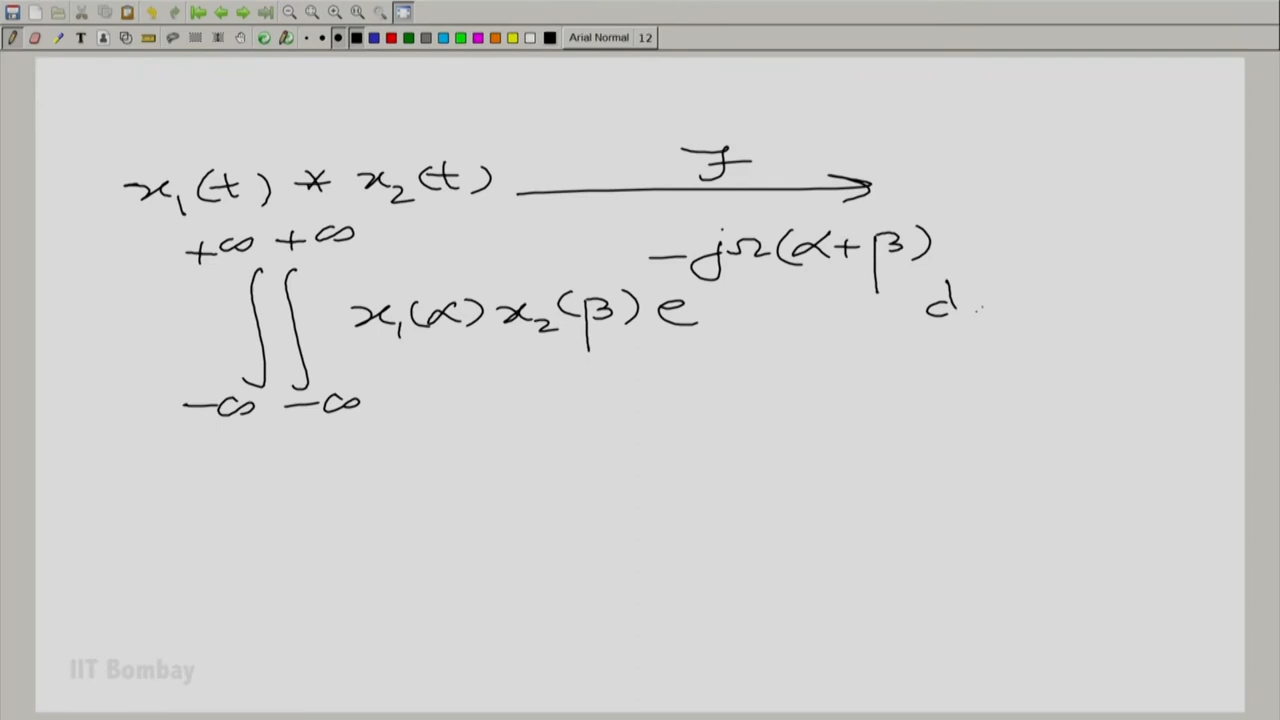 Arial Normal 12
x₁(t) * x₂(t) ⟶ ℱ
+∞ +∞
∫∫ x₁(α) x₂(β) e^{-jΩ(α+β)} d
-∞ -∞
IIT Bombay